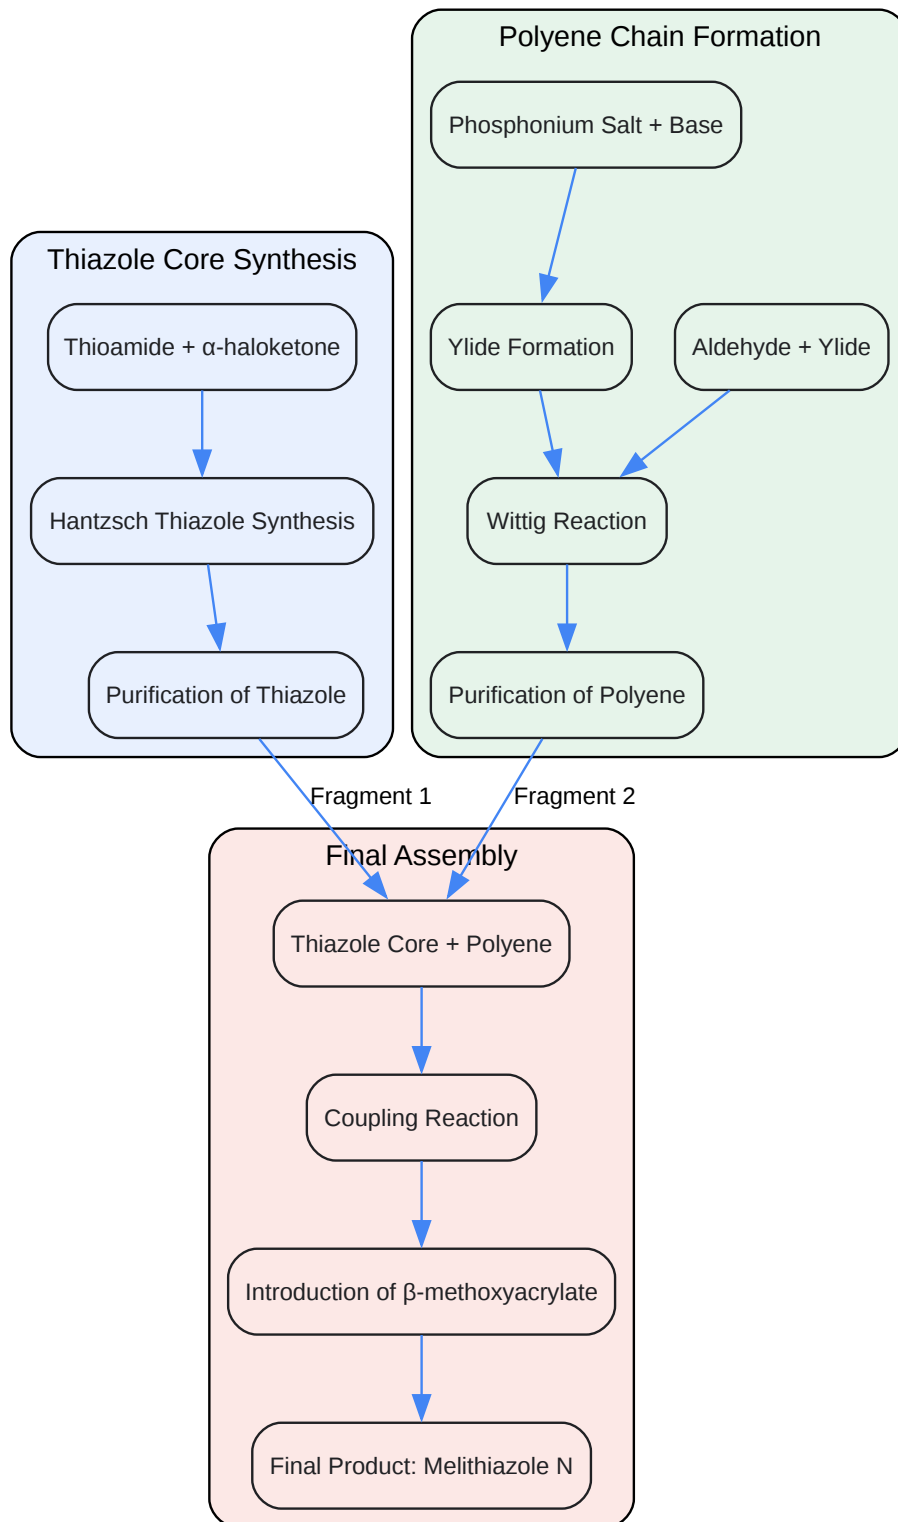 Polyene Chain Formation
Phosphonium Salt + Base
Thiazole Core Synthesis
Thioamide + α-haloketone
Ylide Formation
Aldehyde + Ylide
Hantzsch Thiazole Synthesis
Wittig Reaction
Purification of Thiazole
Purification of Polyene
Fragment 1
Fragment 2
Final Assembly
Thiazole Core + Polyene
Coupling Reaction
Introduction of β-methoxyacrylate
Final Product: Melithiazole N